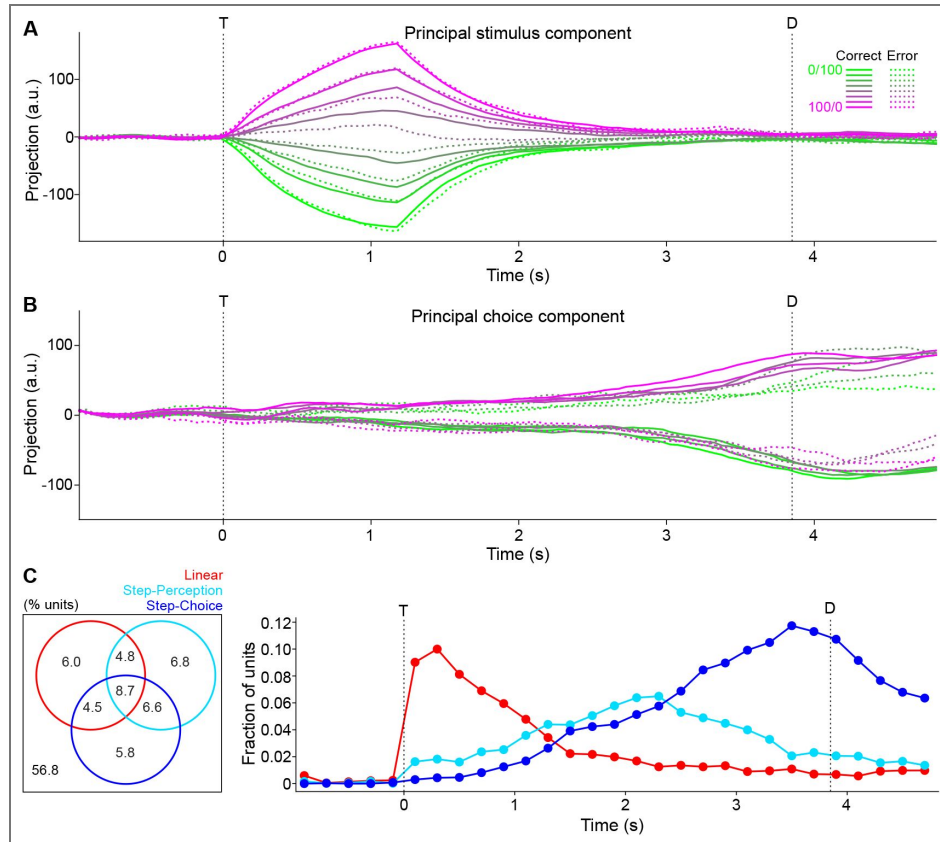 A
T
D
Principal stimulus component
Correct Error
0/100
100/0
100
0
-100
Projection (a.u.)
0 1 2 3 4
Time (s)
B
T
D
Principal choice component
100
0
-100
Projection (a.u.)
0 1 2 3 4
Time (s)
C
Linear
Step-Perception
(% units) Step-Choice
6.0 4.8 6.8
8.7
4.5 6.6
5.8
56.8
T
D
0.12
0.10
0.08
0.06
0.04
0.02
0
Fraction of units
0 1 2 3 4
Time (s)